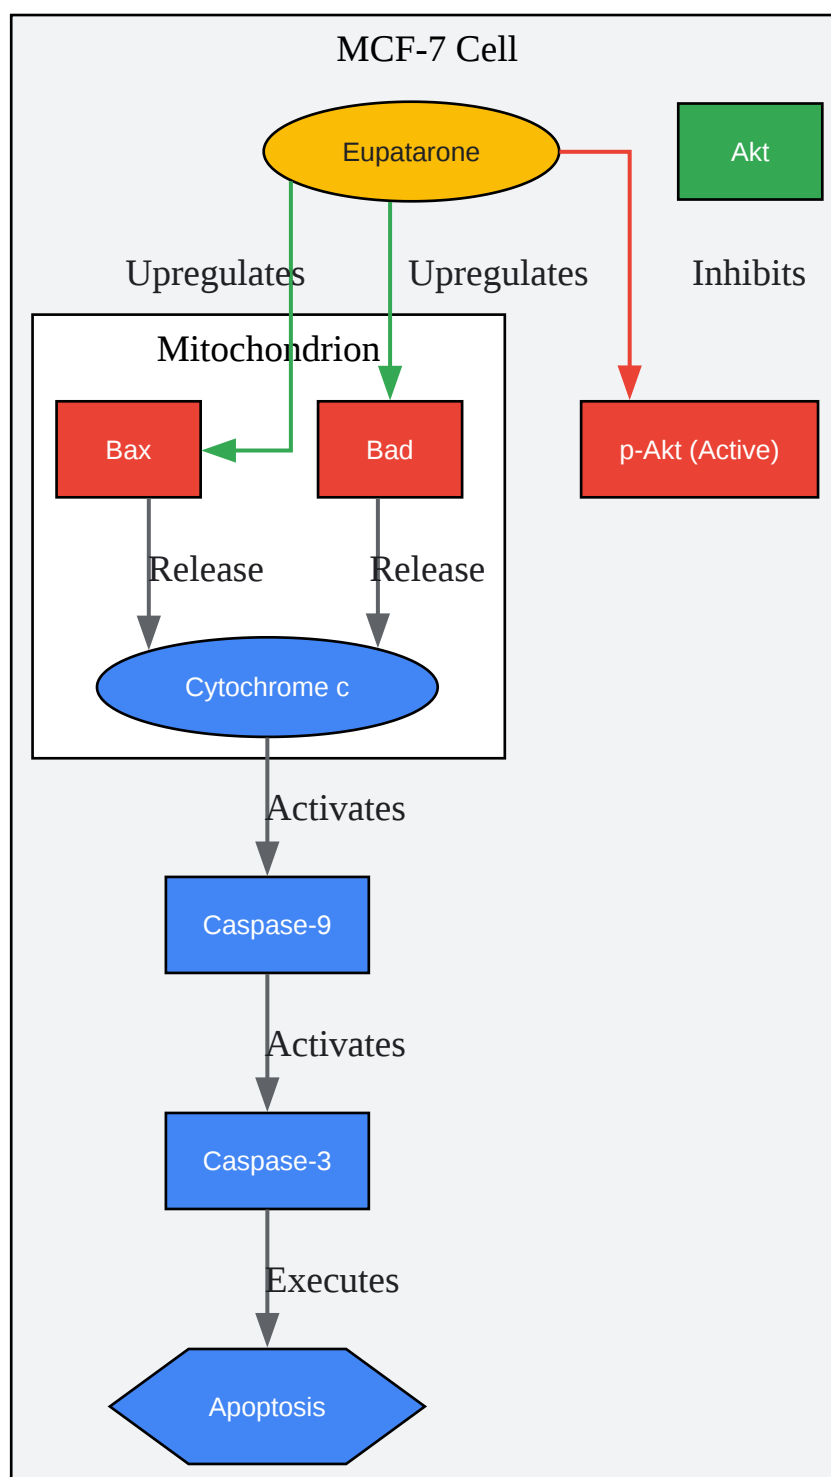 MCF-7 Cell
Eupatarone
Akt
Upregulates
Upregulates
Inhibits
Mitochondrion
Bax
Bad
p-Akt (Active)
Release
Release
Cytochrome c
Activates
Caspase-9
Activates
Caspase-3
Executes
Apoptosis